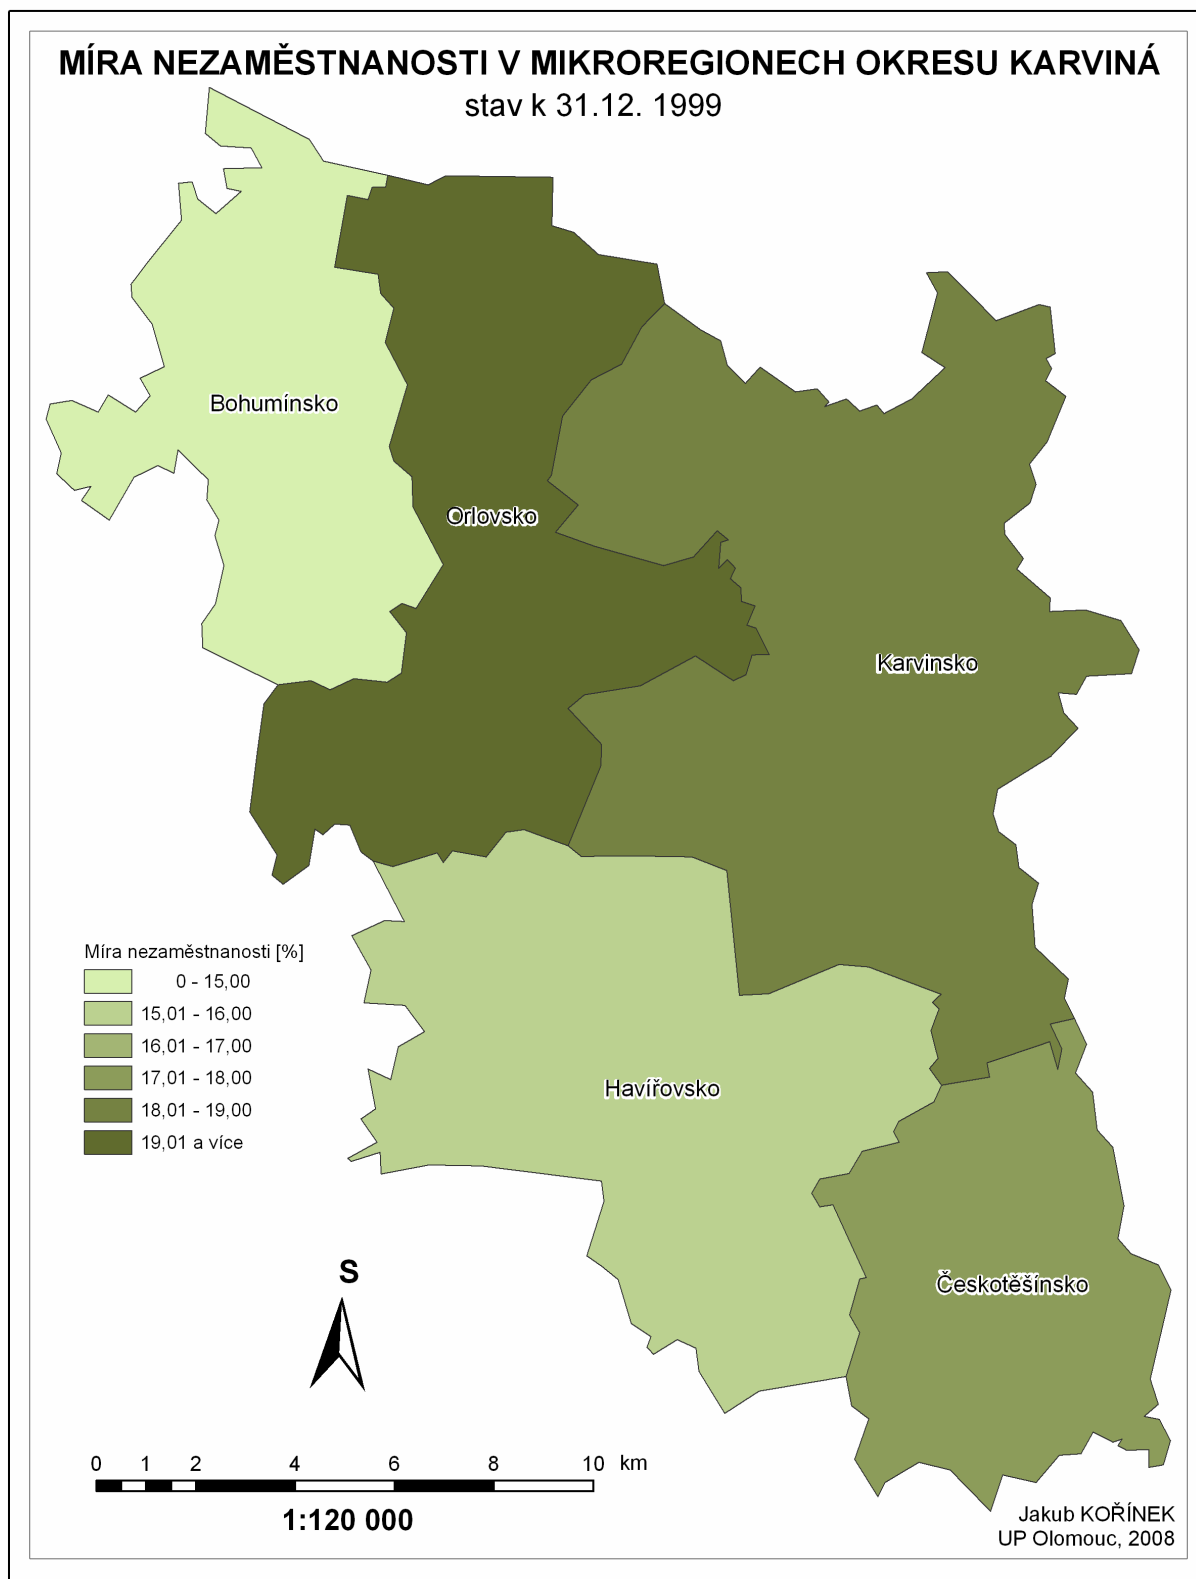 MÍRA NEZAMĚSTNANOSTI V MIKROREGIONECH OKRESU KARVINÁ
stav k 31.12. 1999
Bohumínsko
Orlovsko
Karvinsko
Míra nezaměstnanosti [%]
0 - 15,00
15,01 - 16,00
16,01 - 17,00
17,01 - 18,00
18,01 - 19,00
19,01 a více
Havířovsko
Českotěšínsko
S
0 1 2 4 6 8 10 km
1:120 000
Jakub KOŘÍNEK
UP Olomouc, 2008